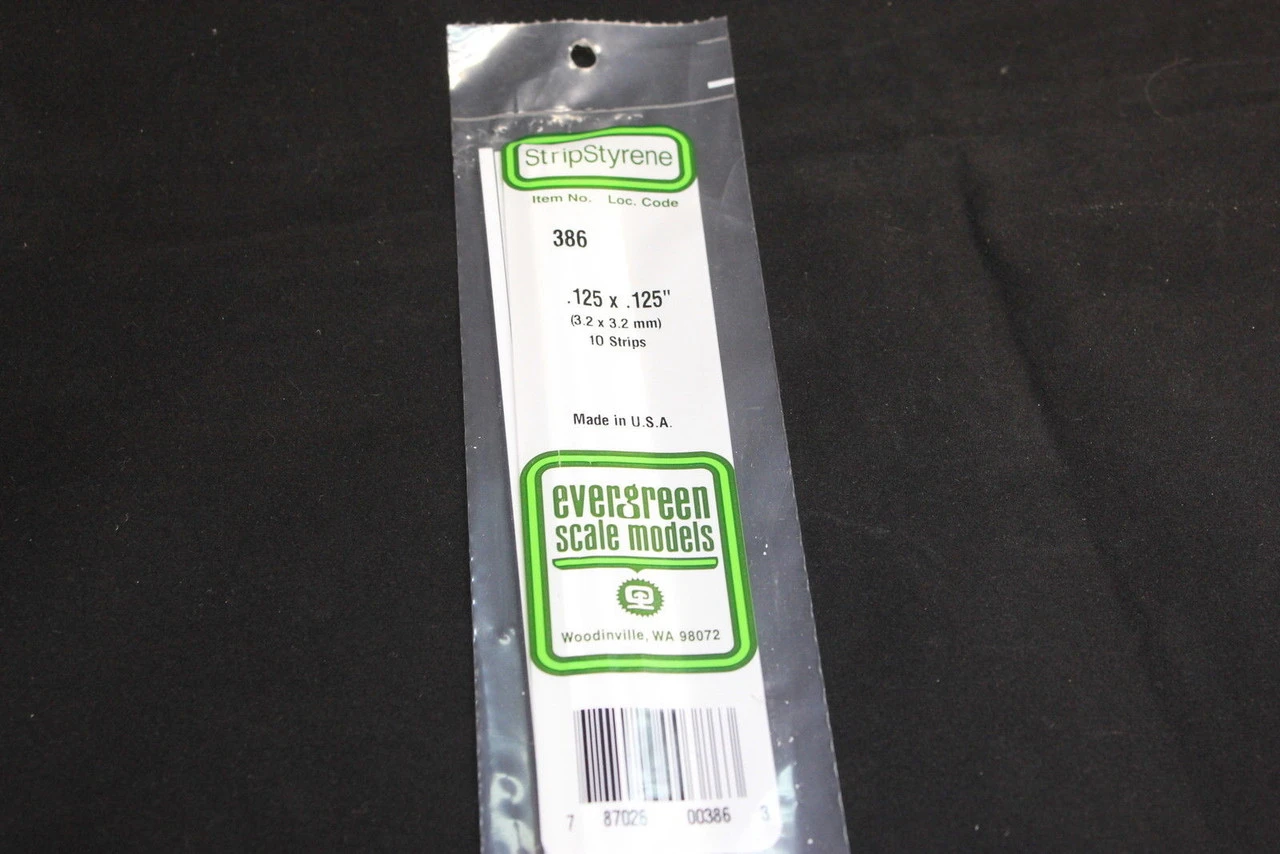 StripStyrene
Item No. Loc. Code
386
.125 x .125"
(3.2 x 3.2 mm)
10 Strips
Made in U.S.A.
evergreen
scale models
Woodinville, WA 98072
7 87026 00386 3